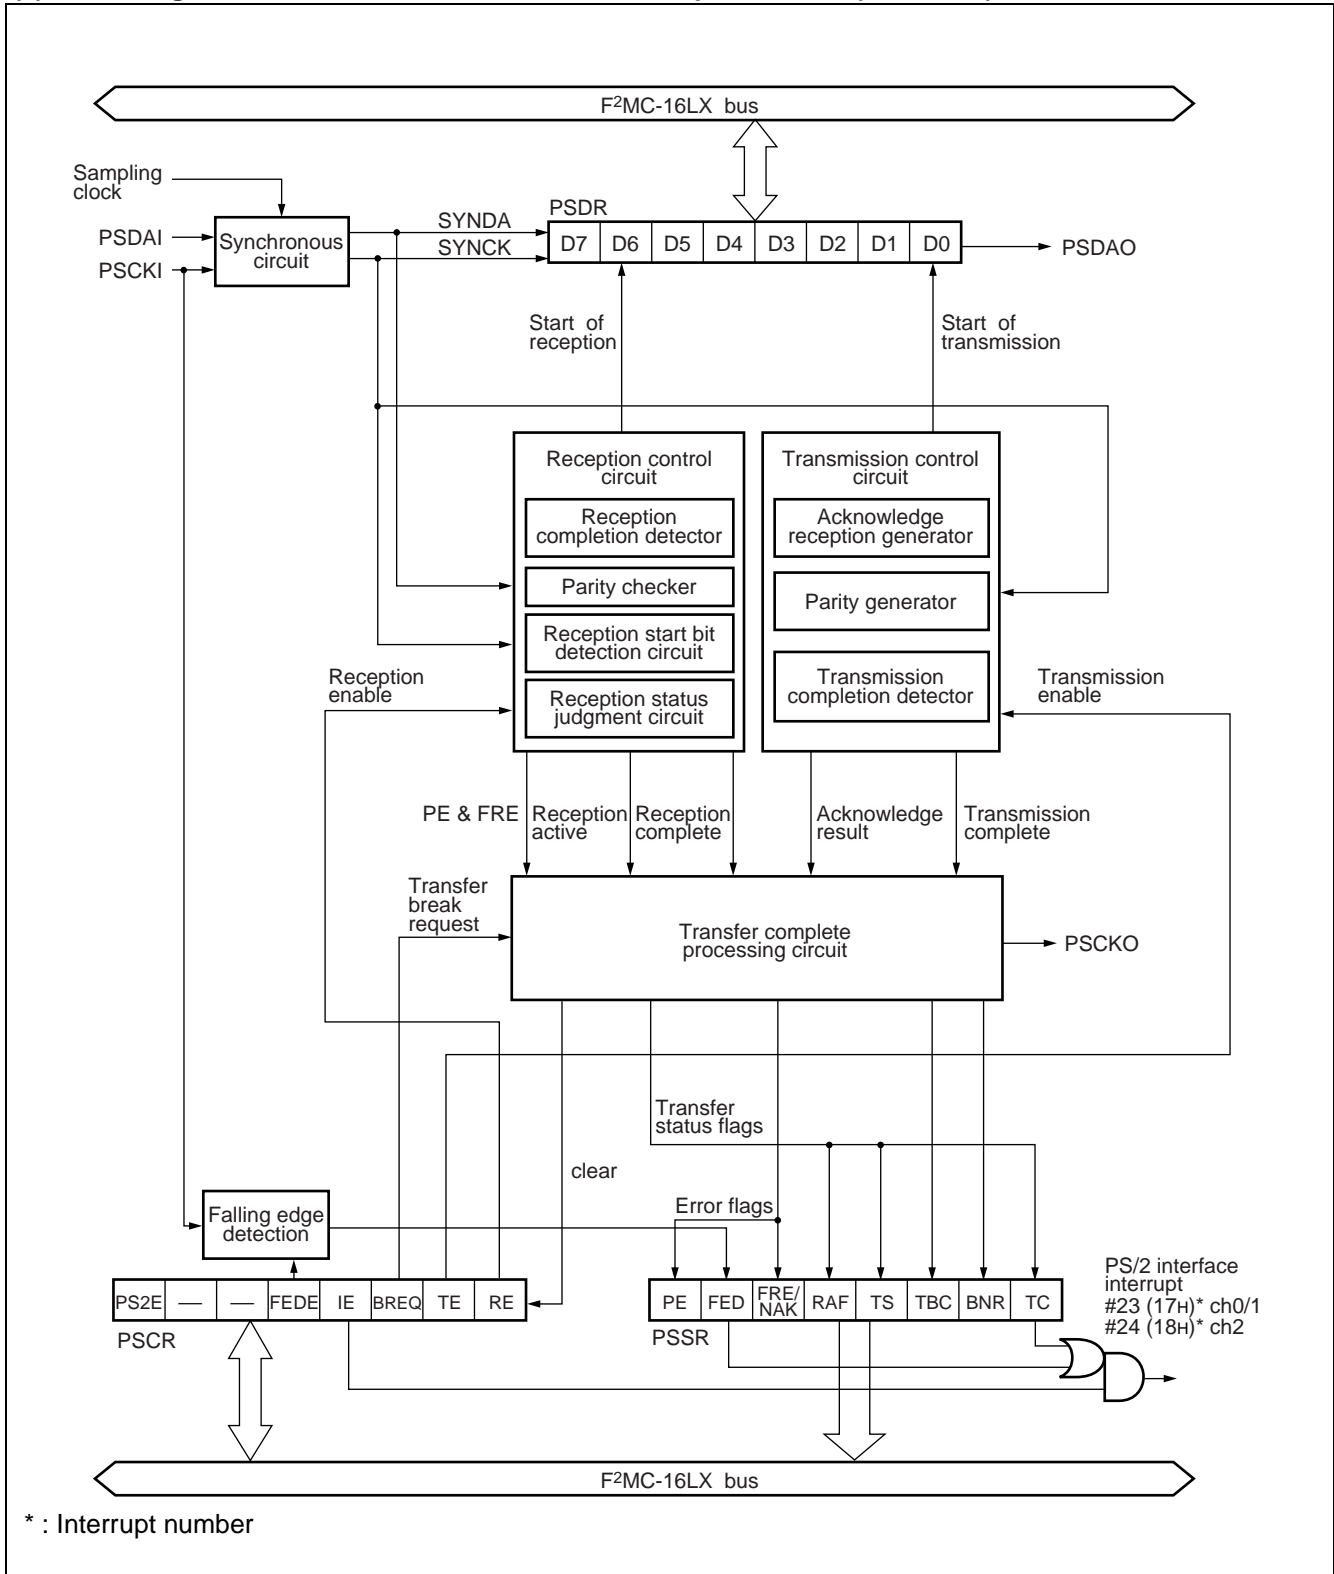 F2MC-16LX bus
Sampling
clock
PSDAI
PSCKI
Synchronous
circuit
SYNDA
SYNCK
PSDR
D7 D6 D5 D4 D3 D2 D1 D0
PSDAO
Start of
reception
Start of
transmission
Reception control
circuit
Reception
completion detector
Parity checker
Reception start bit
detection circuit
Reception status
judgment circuit
Transmission control
circuit
Acknowledge
reception generator
Parity generator
Transmission
completion detector
Reception
enable
Transmission
enable
PE & FRE
Reception
active
Reception
complete
Acknowledge
result
Transmission
complete
Transfer
break
request
Transfer complete
processing circuit
PSCKO
Transfer
status flags
clear
Error flags
Falling edge
detection
PS2E — — FEDE IE BREQ TE RE
PSCR
PE FED FRE/
NAK RAF TS TBC BNR TC
PSSR
PS/2 interface
interrupt
#23 (17H)* ch0/1
#24 (18H)* ch2
F2MC-16LX bus
* : Interrupt number